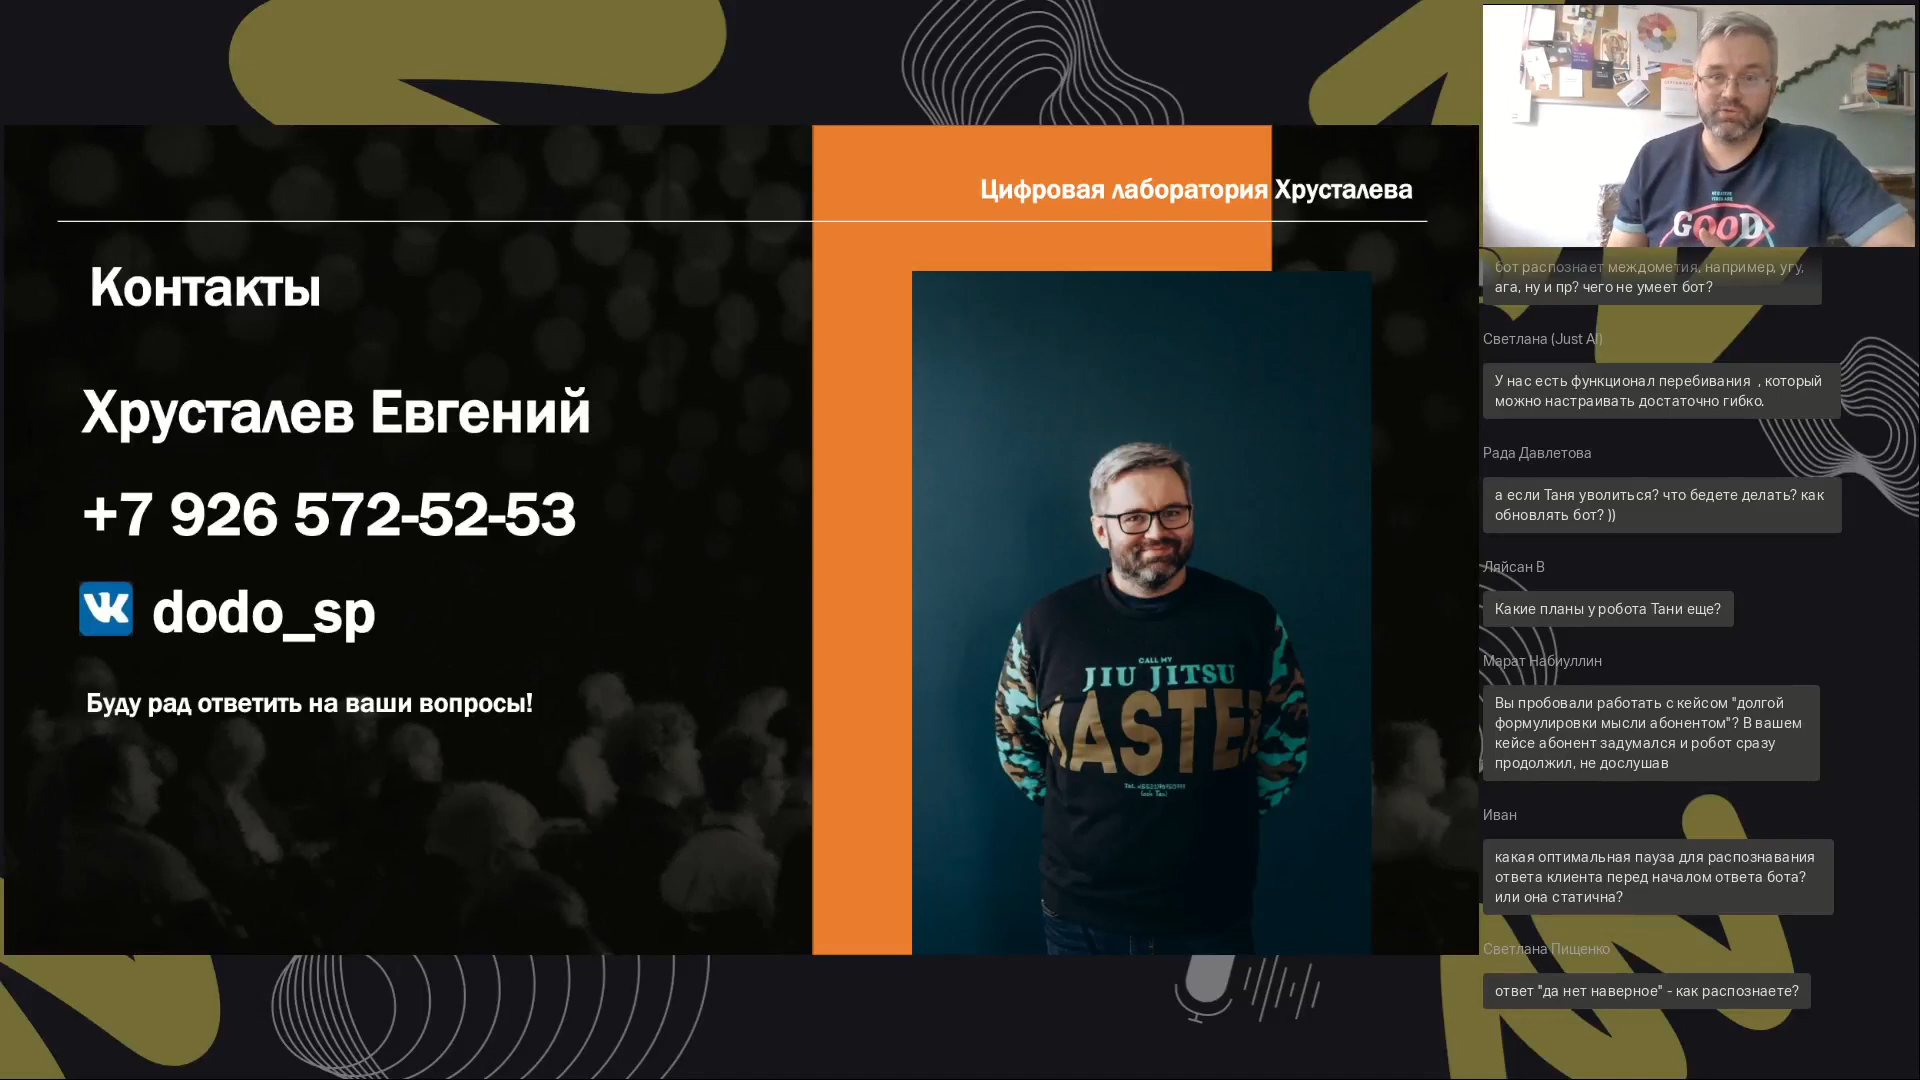 Цифровая лаборатория Хрусталева
Контакты
Хрусталев Евгений
+7 926 572-52-53
dodo_sp
Буду рад ответить на ваши вопросы!
CALL MY
JIU JITSU
MASTE
GOOD
бот распознает междометия, например, угу,
ага, ну и пр? чего не умеет бот?
Светлана (Just AI)
У нас есть функционал перебивания , который
можно настраивать достаточно гибко.
Рада Давлетова
а если Таня уволиться? что бедете делать? как
обновлять бот? ))
Ляйсан В
Какие планы у робота Тани еще?
Марат Набиуллин
Вы пробовали работать с кейсом "долгой
формулировки мысли абонентом"? В вашем
кейсе абонент задумался и робот сразу
продолжил, не дослушав
Иван
какая оптимальная пауза для распознавания
ответа клиента перед началом ответа бота?
или она статична?
Светлана Пищенко
ответ "да нет наверное" - как распознаете?